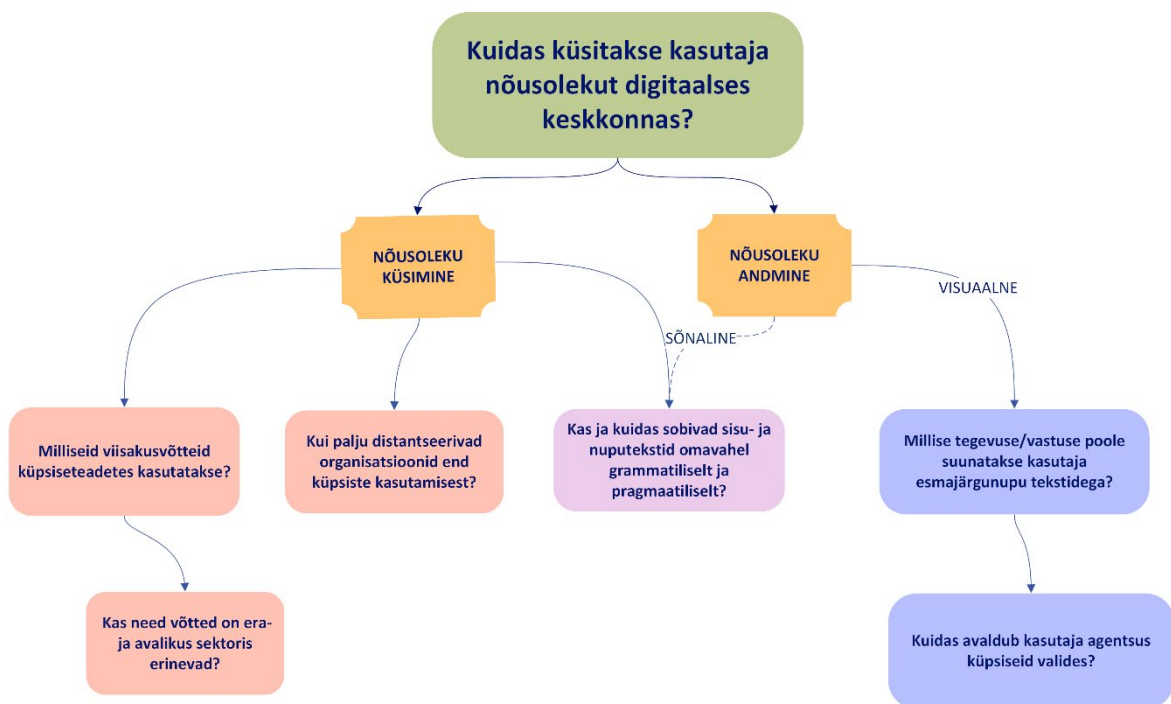 Kuidas küsitakse kasutaja
nõusolekut digitaalses
keskkonnas?
NÕUSOLEKU
KÜSIMINE
NÕUSOLEKU
ANDMINE
VISUAALNE
SÕNALINE
Milliseid viisakusvõtteid
küpsiseteadetes kasutatakse?
Kui palju distantseerivad
organisatsioonid end
küpsiste kasutamisest?
Kas ja kuidas sobivad sisu- ja
nuputekstid omavahel
grammatiliselt ja
pragmaatiliselt?
Millise tegevuse/vastuse poole
suunatakse kasutaja
esmajärgunupu tekstidega?
Kas need võtted on era-
ja avalikus sektoris
erinevad?
Kuidas avaldub kasutaja agentsus
küpsiseid valides?